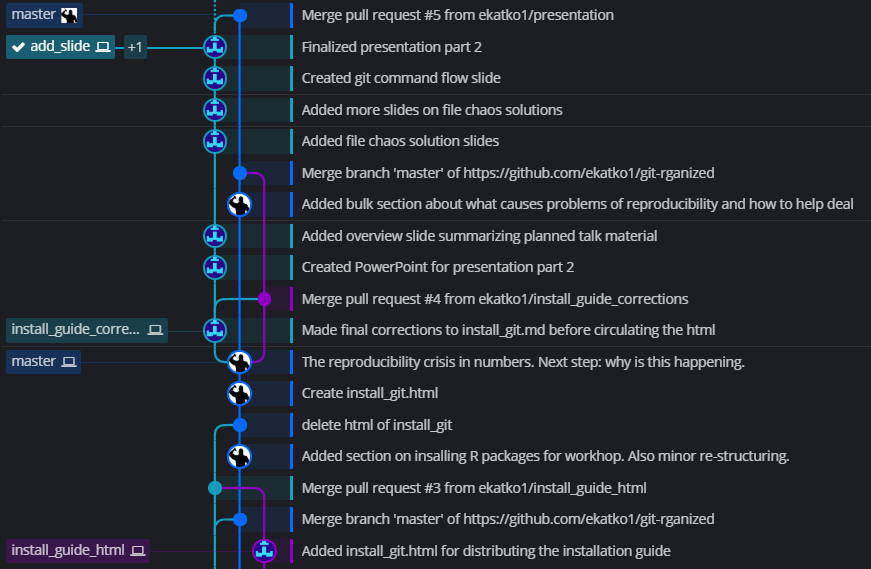 master Merge pull request #5 from ekatko1/presentation
add_slide +1 Finalized presentation part 2
Created git command flow slide
Added more slides on file chaos solutions
Added file chaos solution slides
Merge branch 'master' of https://github.com/ekatko1/git-rganized
Added bulk section about what causes problems of reproducibility and how to help deal
Added overview slide summarizing planned talk material
Created PowerPoint for presentation part 2
Merge pull request #4 from ekatko1/install_guide_corrections
install_guide_corre... Made final corrections to install_git.md before circulating the html
master The reproducibility crisis in numbers. Next step: why is this happening.
Create install_git.html
delete html of install_git
Added section on insalling R packages for workhop. Also minor re-structuring.
Merge pull request #3 from ekatko1/install_guide_html
Merge branch 'master' of https://github.com/ekatko1/git-rganized
install_guide_html Added install_git.html for distributing the installation guide